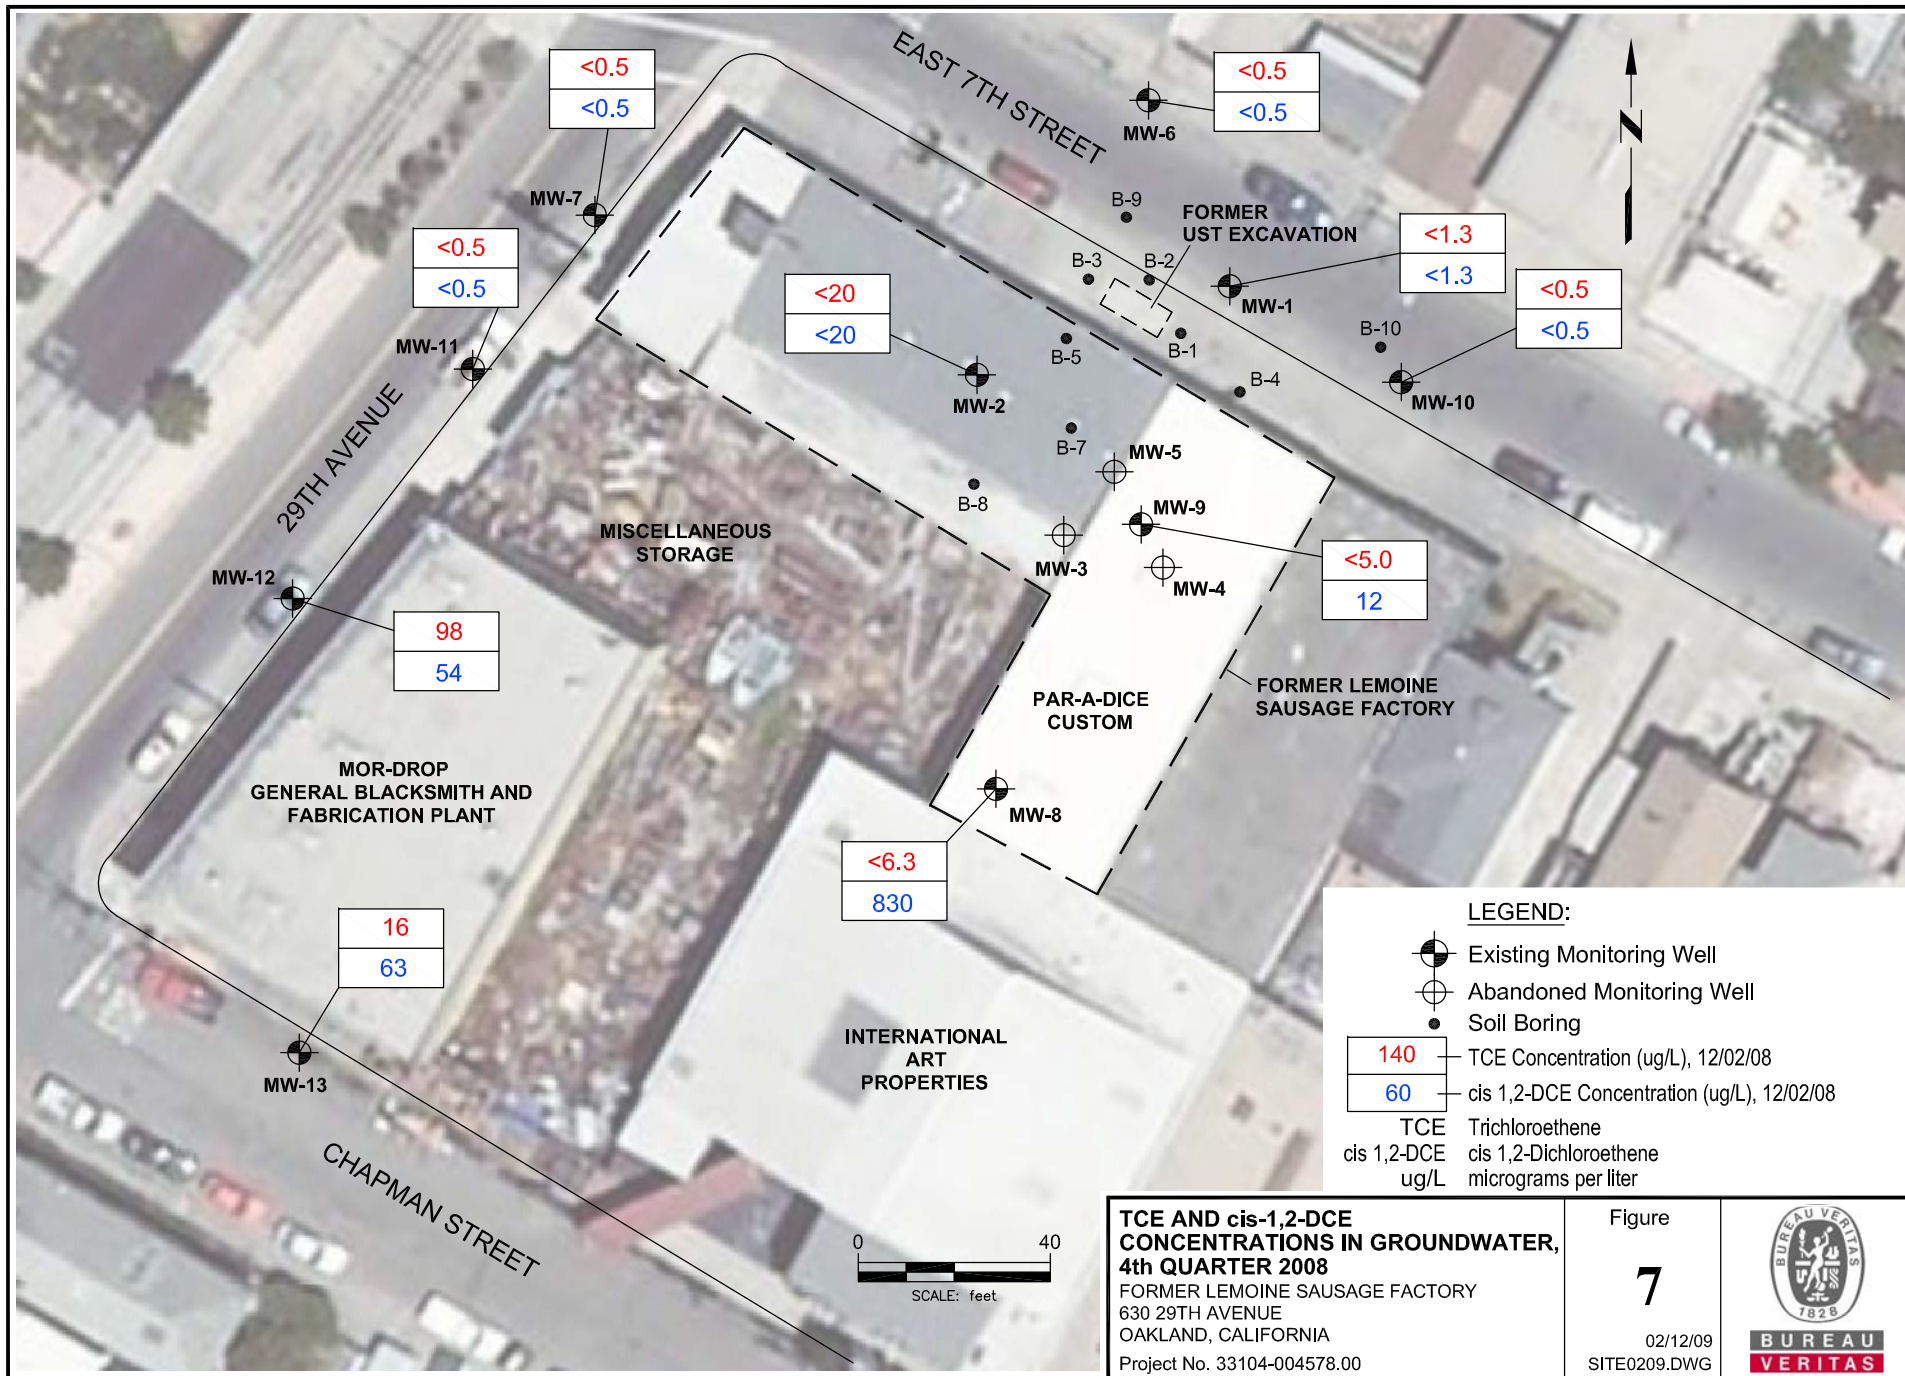 EAST 7TH STREET
<0.5
<0.5
MW-7
<0.5
<0.5
MW-6
N
<0.5
<0.5
MW-11
B-9
FORMER
UST EXCAVATION
<1.3
<1.3
MW-1
B-3
B-2
<20
<20
MW-2
<0.5
<0.5
B-10
MW-10
B-5
B-1
B-4
B-7
B-8
MW-5
MW-9
<5.0
12
MW-3
MW-4
29TH AVENUE
MISCELLANEOUS
STORAGE
MW-12
98
54
PAR-A-DICE
CUSTOM
FORMER LEMOINE
SAUSAGE FACTORY
MOR-DROP
GENERAL BLACKSMITH AND
FABRICATION PLANT
MW-8
<6.3
830
16
63
MW-13
INTERNATIONAL
ART
PROPERTIES
CHAPMAN STREET
0 40
SCALE: feet
LEGEND:
Existing Monitoring Well
Abandoned Monitoring Well
Soil Boring
140 TCE Concentration (ug/L), 12/02/08
60 cis 1,2-DCE Concentration (ug/L), 12/02/08
TCE Trichloroethene
cis 1,2-DCE cis 1,2-Dichloroethene
ug/L micrograms per liter
TCE AND cis-1,2-DCE
CONCENTRATIONS IN GROUNDWATER,
4th QUARTER 2008
FORMER LEMOINE SAUSAGE FACTORY
630 29TH AVENUE
OAKLAND, CALIFORNIA
Project No. 33104-004578.00
Figure
7
02/12/09
SITE0209.DWG
BUREAU VERITAS
1828
BUREAU
VERITAS